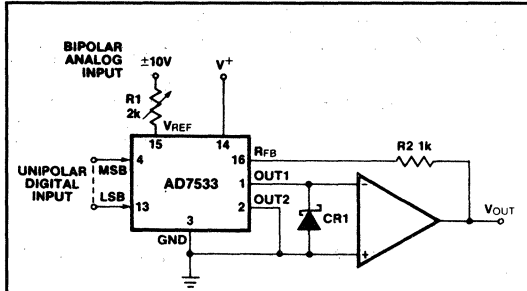 BIPOLAR
ANALOG
INPUT
±10V
V+
R1
2k
VREF
15
14
RFB
16
R2 1k
UNIPOLAR
DIGITAL
INPUT
MSB
4
LSB
13
AD7533
OUT1
1
OUT2
2
CR1
−
+
VOUT
3
GND